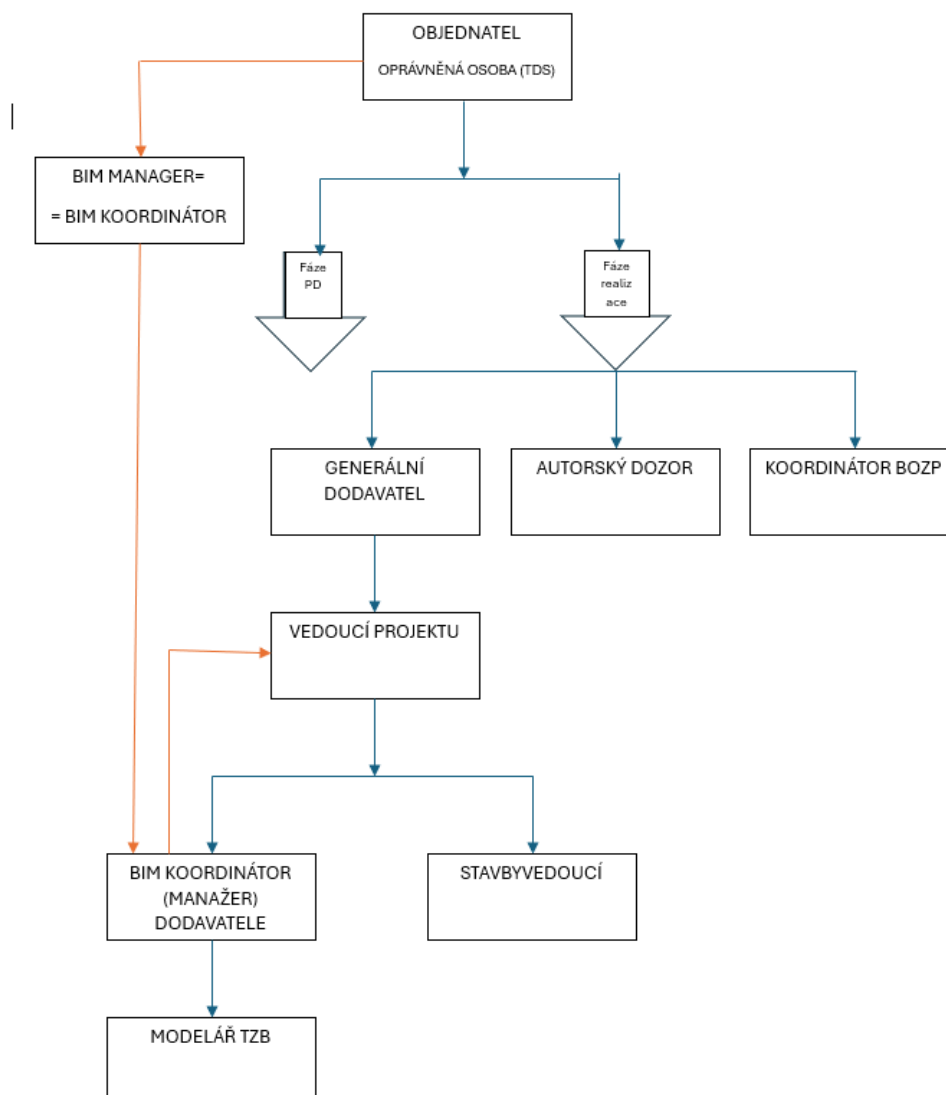 OBJEDNATEL
OPRÁVNĚNÁ OSOBA (TDS)
BIM MANAGER=
= BIM KOORDINÁTOR
Fáze
PD
Fáze
realiz
ace
GENERÁLNÍ
DODAVATEL
AUTORSKÝ DOZOR
KOORDINÁTOR BOZP
VEDOUCÍ PROJEKTU
BIM KOORDINÁTOR
(MANAŽER)
DODAVATELE
STAVBYVEDOUCÍ
MODELÁŘ TZB